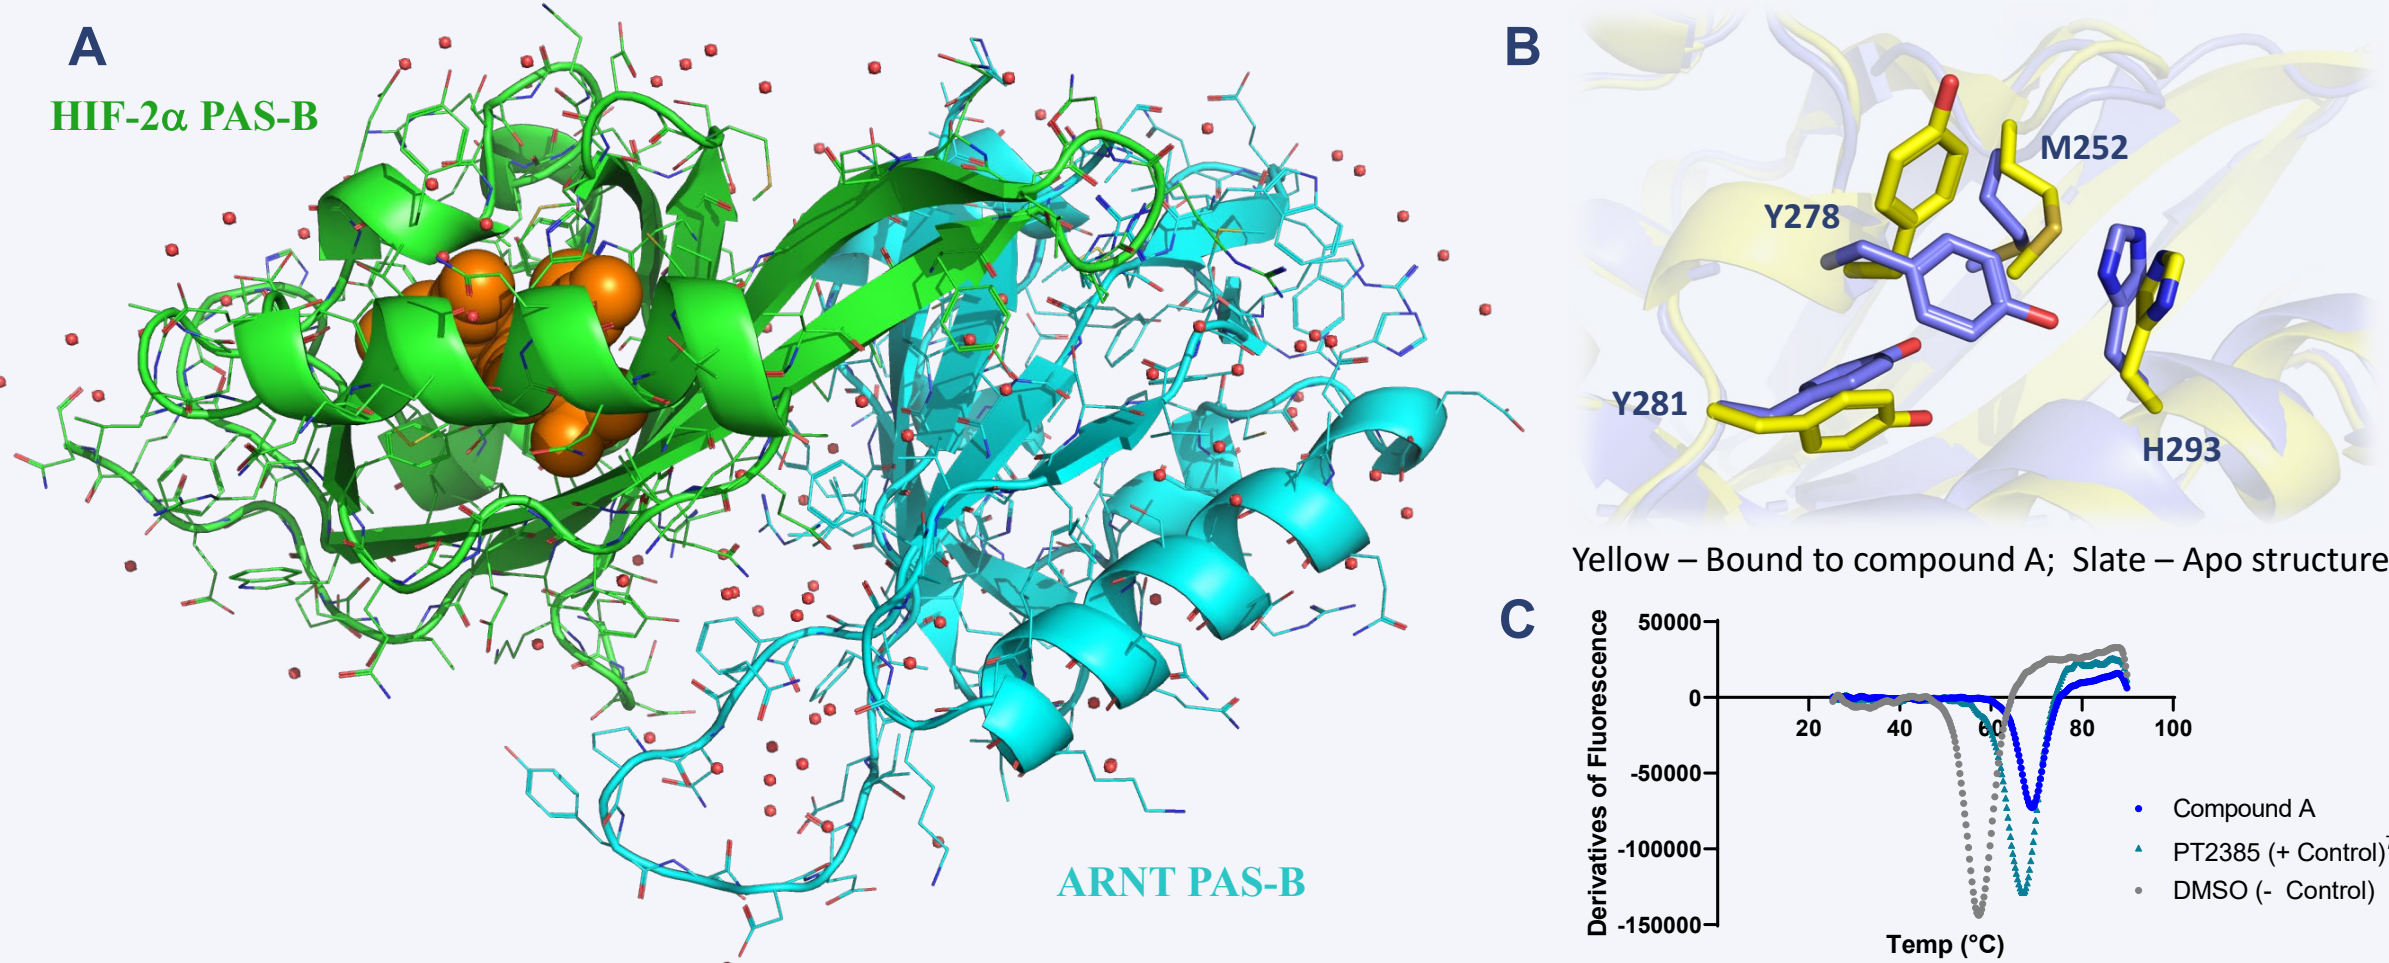 A
HIF-2α PAS-B
ARNT PAS-B
B
M252
Y278
Y281
H293
Yellow – Bound to compound A; Slate – Apo structure
C
Derivatives of Fluorescence
50000
0
-50000
-100000
-150000
20
40
60
80
100
Temp (°C)
Compound A
PT2385 (+ Control)
DMSO (- Control)